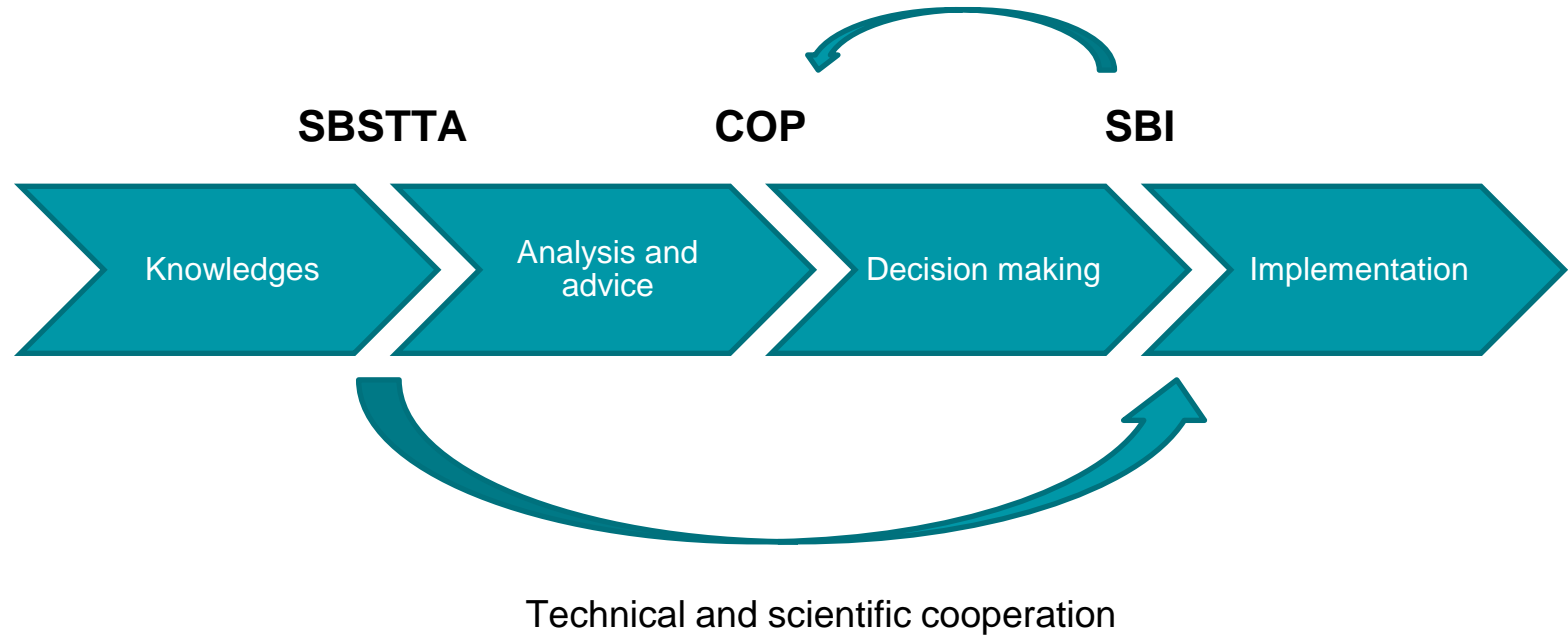 SBSTTA
COP
SBI
Knowledges
Analysis and
advice
Decision making
Implementation
Technical and scientific cooperation